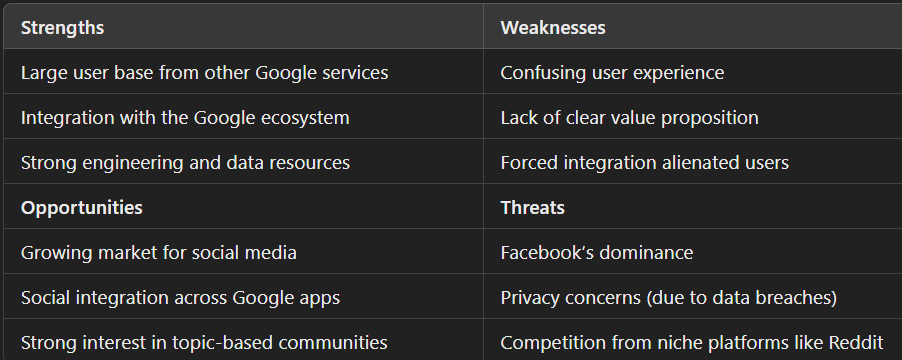 Strengths Weaknesses
Large user base from other Google services Confusing user experience
Integration with the Google ecosystem Lack of clear value proposition
Strong engineering and data resources Forced integration alienated users
Opportunities Threats
Growing market for social media Facebook’s dominance
Social integration across Google apps Privacy concerns (due to data breaches)
Strong interest in topic-based communities Competition from niche platforms like Reddit